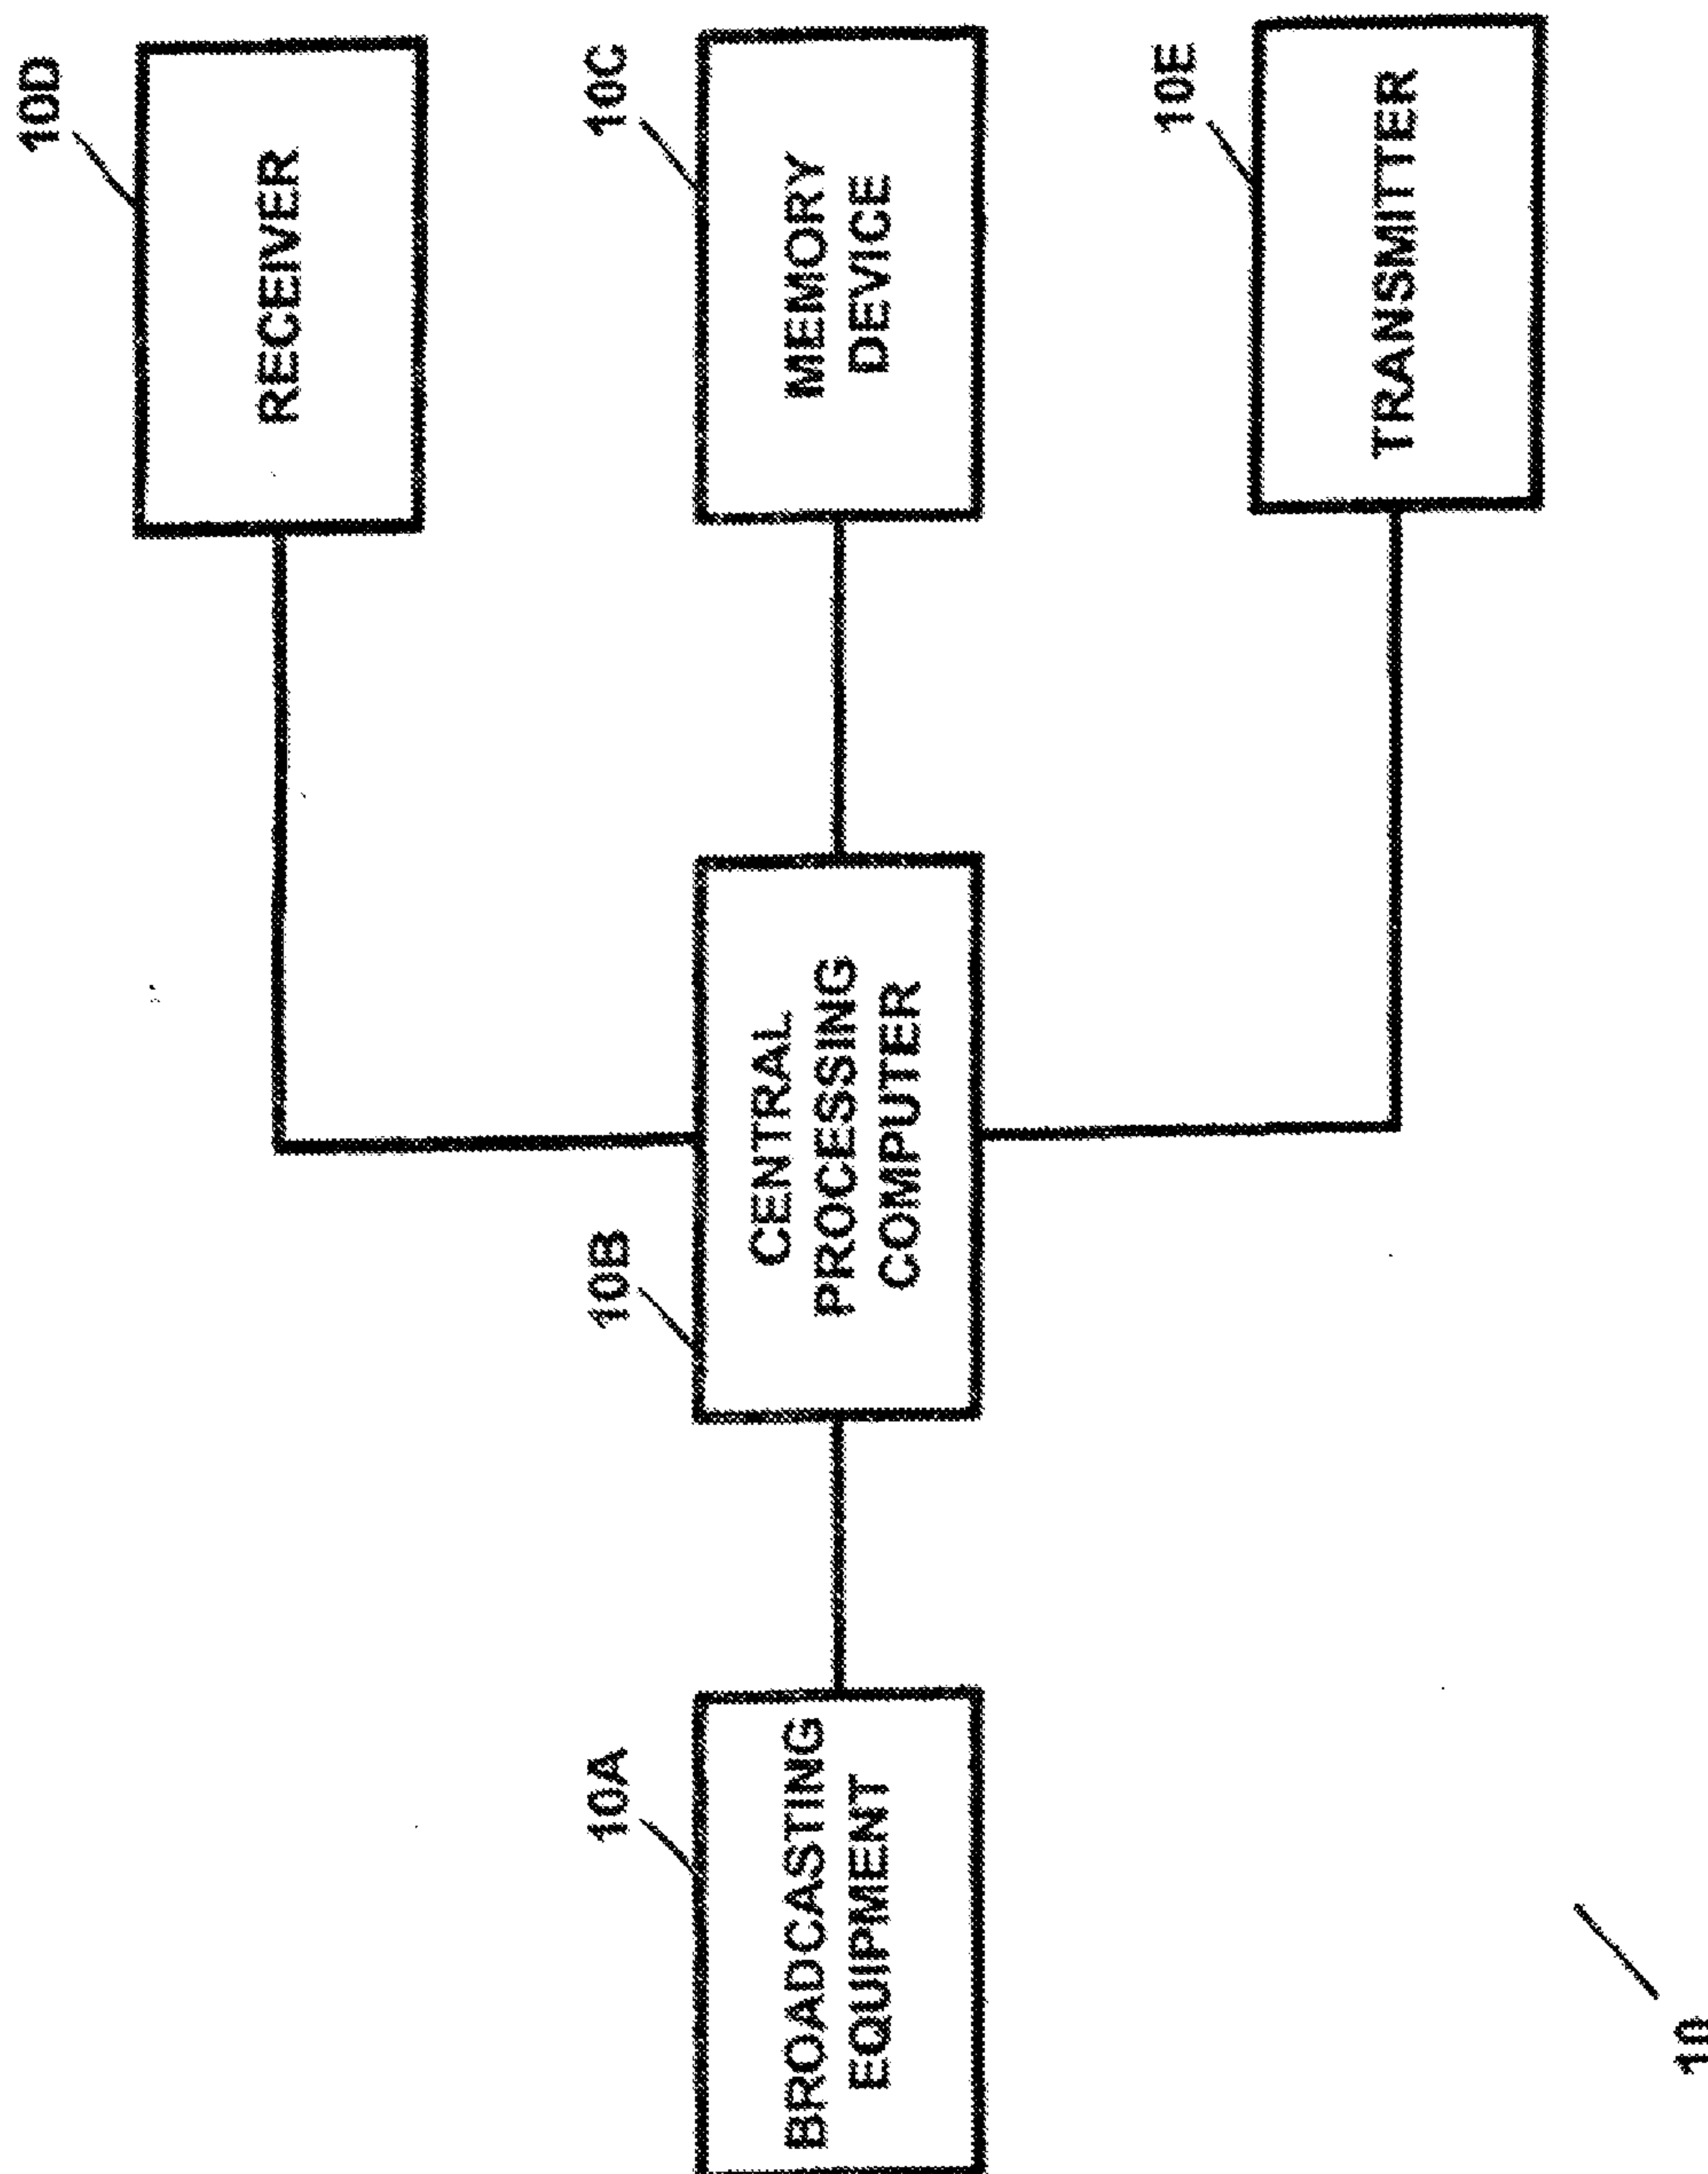 10D
RECEIVER
10A
BROADCASTING
EQUIPMENT
10B
CENTRAL
PROCESSING
COMPUTER
10C
MEMORY
DEVICE
10E
TRANSMITTER
10